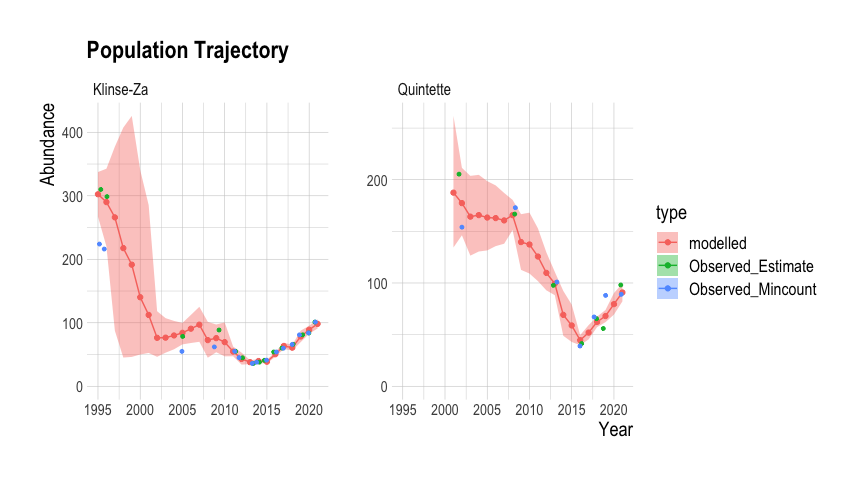 Population Trajectory
Klinse-Za
Quintette
Abundance
400
300
200
100
0
200
100
0
1995 2000 2005 2010 2015 2020
1995 2000 2005 2010 2015 2020
Year
type
modelled
Observed_Estimate
Observed_Mincount